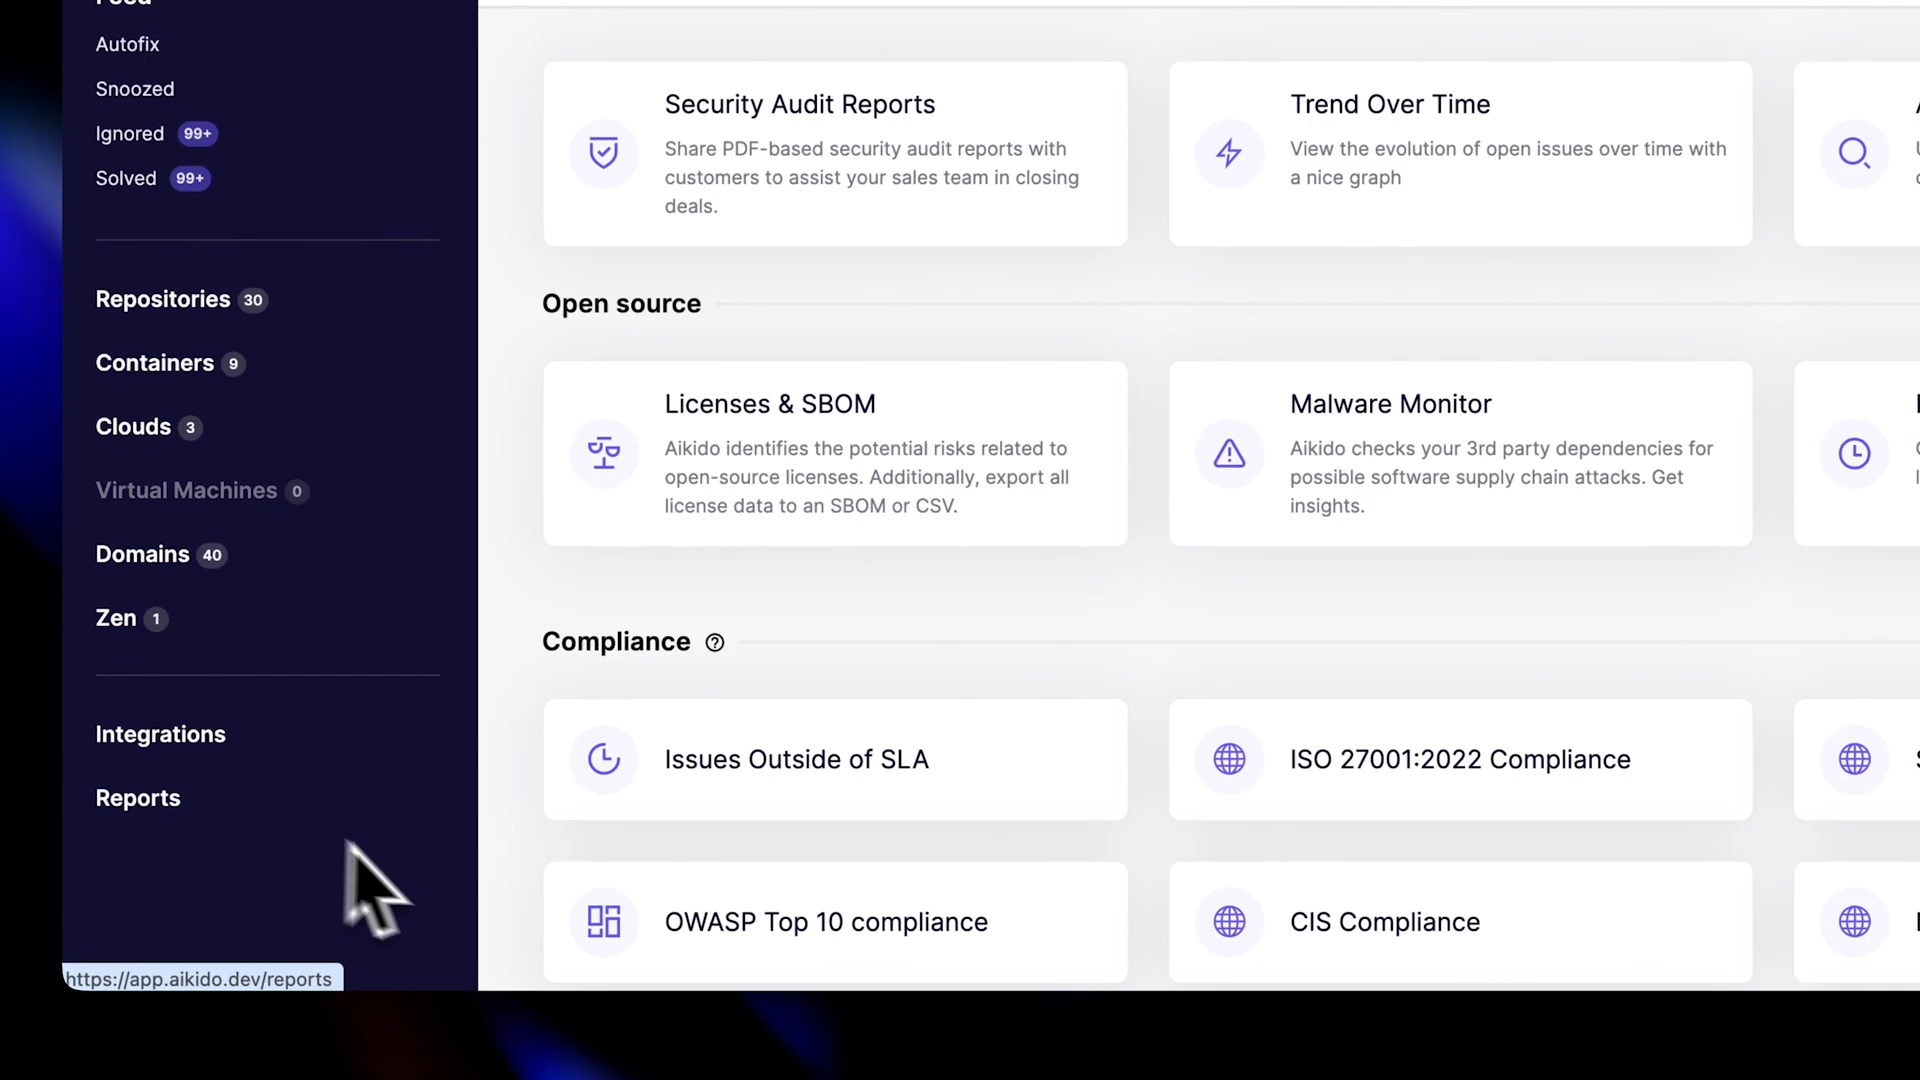 Feed
Autofix
Snoozed
Ignored 99+
Solved 99+
Repositories 30
Containers 9
Clouds 3
Virtual Machines 0
Domains 40
Zen 1
Integrations
Reports
https://app.aikido.dev/reports
Security Audit Reports
Share PDF-based security audit reports with
customers to assist your sales team in closing
deals.
Trend Over Time
View the evolution of open issues over time with
a nice graph
Open source
Licenses & SBOM
Aikido identifies the potential risks related to
open-source licenses. Additionally, export all
license data to an SBOM or CSV.
Malware Monitor
Aikido checks your 3rd party dependencies for
possible software supply chain attacks. Get
insights.
Compliance
Issues Outside of SLA
ISO 27001:2022 Compliance
OWASP Top 10 compliance
CIS Compliance